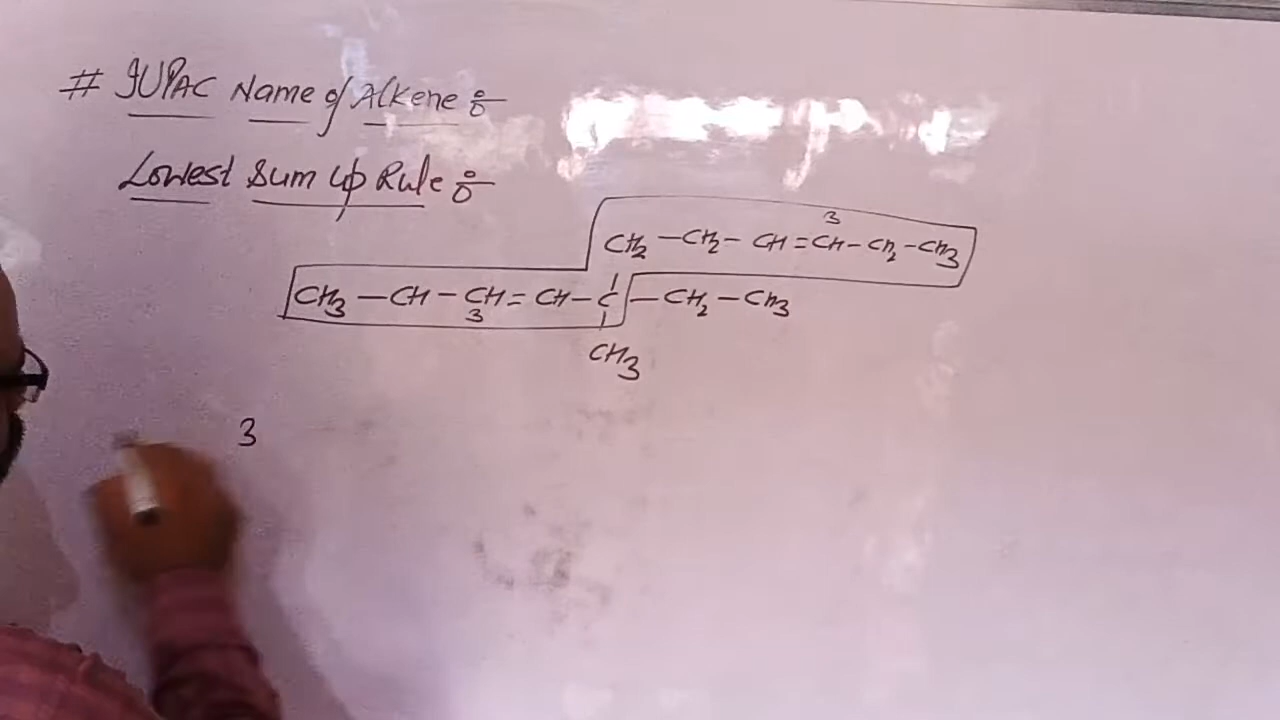 # IUPAC Name of Alkene :-
Lowest Sum Up Rule :-
3
CH2 - CH2 - CH = CH - CH2 - CH3
CH3 - CH - CH = CH - C - CH2 - CH3
3
CH3
3